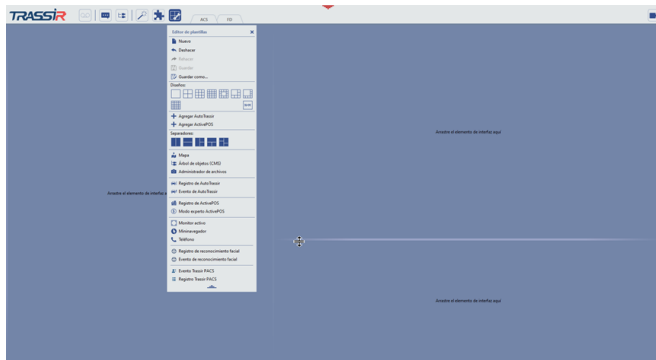 TRASSIR
ACS
FR
Editor de plantillas
Nuevo
Deshacer
Rehacer
Guardar
Guardar como...
Diseños:
Agregar AutoTrassir
Agregar ActivePOS
Separadores:
Mapa
Árbol de objetos (CMS)
Administrador de archivos
Registro de AutoTrassir
Evento de AutoTrassir
Registro de ActivePOS
Modo experto ActivePOS
Monitor activo
Mininavegador
Teléfono
Registro de reconocimiento facial
Evento de reconocimiento facial
Evento Trassir PACS
Registro Trassir PACS
Arrastre el elemento de interfaz a
Arrastre el elemento de interfaz aquí
Arrastre el elemento de interfaz aquí